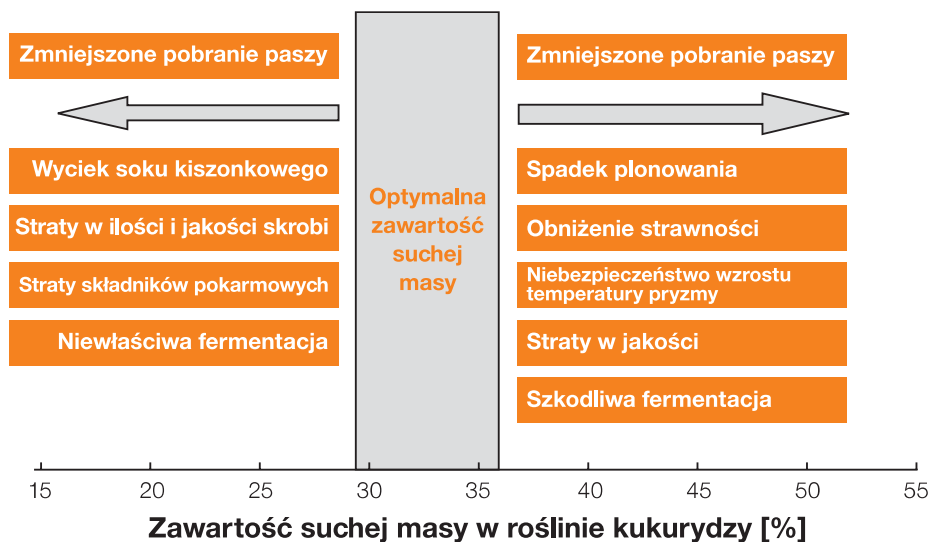 Zmniejszone pobranie paszy
Wyciek soku kiszonkowego
Straty w ilości i jakości skrobi
Straty składników pokarmowych
Niewłaściwa fermentacja
Optymalna
zawartość
suchej
masy
Zmniejszone pobranie paszy
Spadek plonowania
Obniżenie strawności
Niebezpieczeństwo wzrostu
temperatury pryzmy
Straty w jakości
Szkodliwa fermentacja
15 20 25 30 35 40 45 50 55
Zawartość suchej masy w roślinie kukurydzy [%]